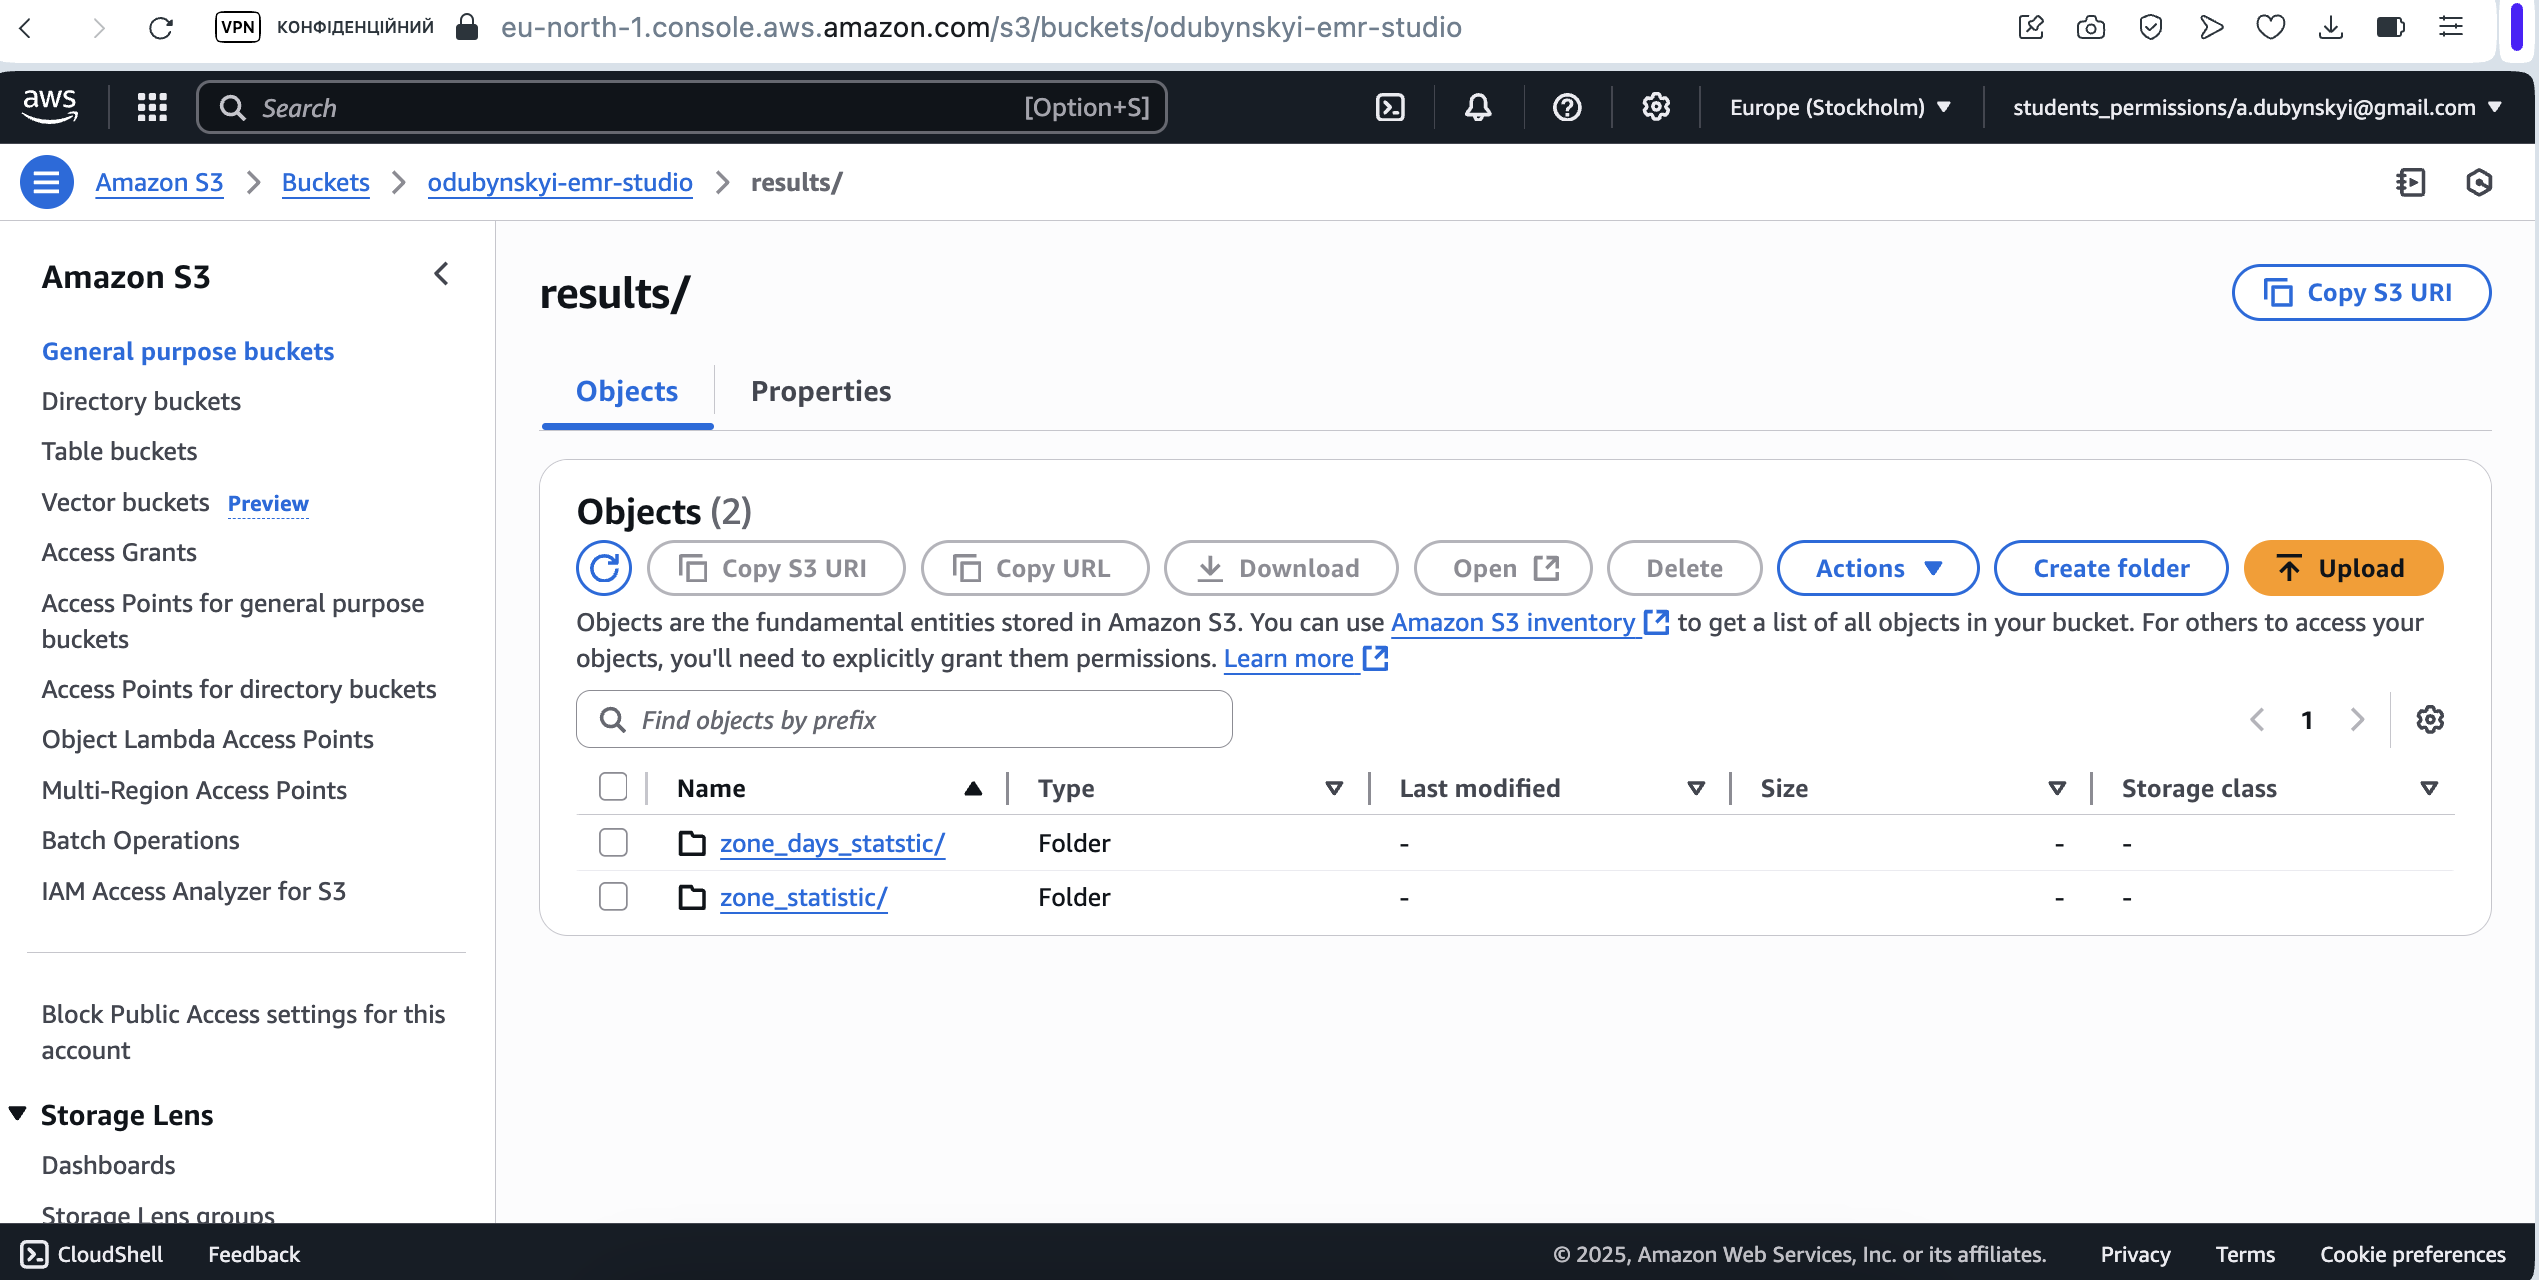 VPN КОНФІДЕНЦІЙНИЙ eu-north-1.console.aws.amazon.com/s3/buckets/odubynskyi-emr-studio
aws Search [Option+S] Europe (Stockholm) students_permissions/a.dubynskyi@gmail.com
Amazon S3 Buckets odubynskyi-emr-studio results/
Amazon S3
General purpose buckets
Directory buckets
Table buckets
Vector buckets Preview
Access Grants
Access Points for general purpose
buckets
Access Points for directory buckets
Object Lambda Access Points
Multi-Region Access Points
Batch Operations
IAM Access Analyzer for S3
Block Public Access settings for this
account
Storage Lens
Dashboards
Storage Lens groups
results/
Copy S3 URI
Objects Properties
Objects (2)
Copy S3 URI Copy URL Download Open Delete Actions Create folder Upload
Objects are the fundamental entities stored in Amazon S3. You can use Amazon S3 inventory to get a list of all objects in your bucket. For others to access your
objects, you'll need to explicitly grant them permissions. Learn more
Find objects by prefix 1
Name Type Last modified Size Storage class
zone_days_statstic/ Folder - - -
zone_statistic/ Folder - - -
CloudShell Feedback © 2025, Amazon Web Services, Inc. or its affiliates. Privacy Terms Cookie preferences